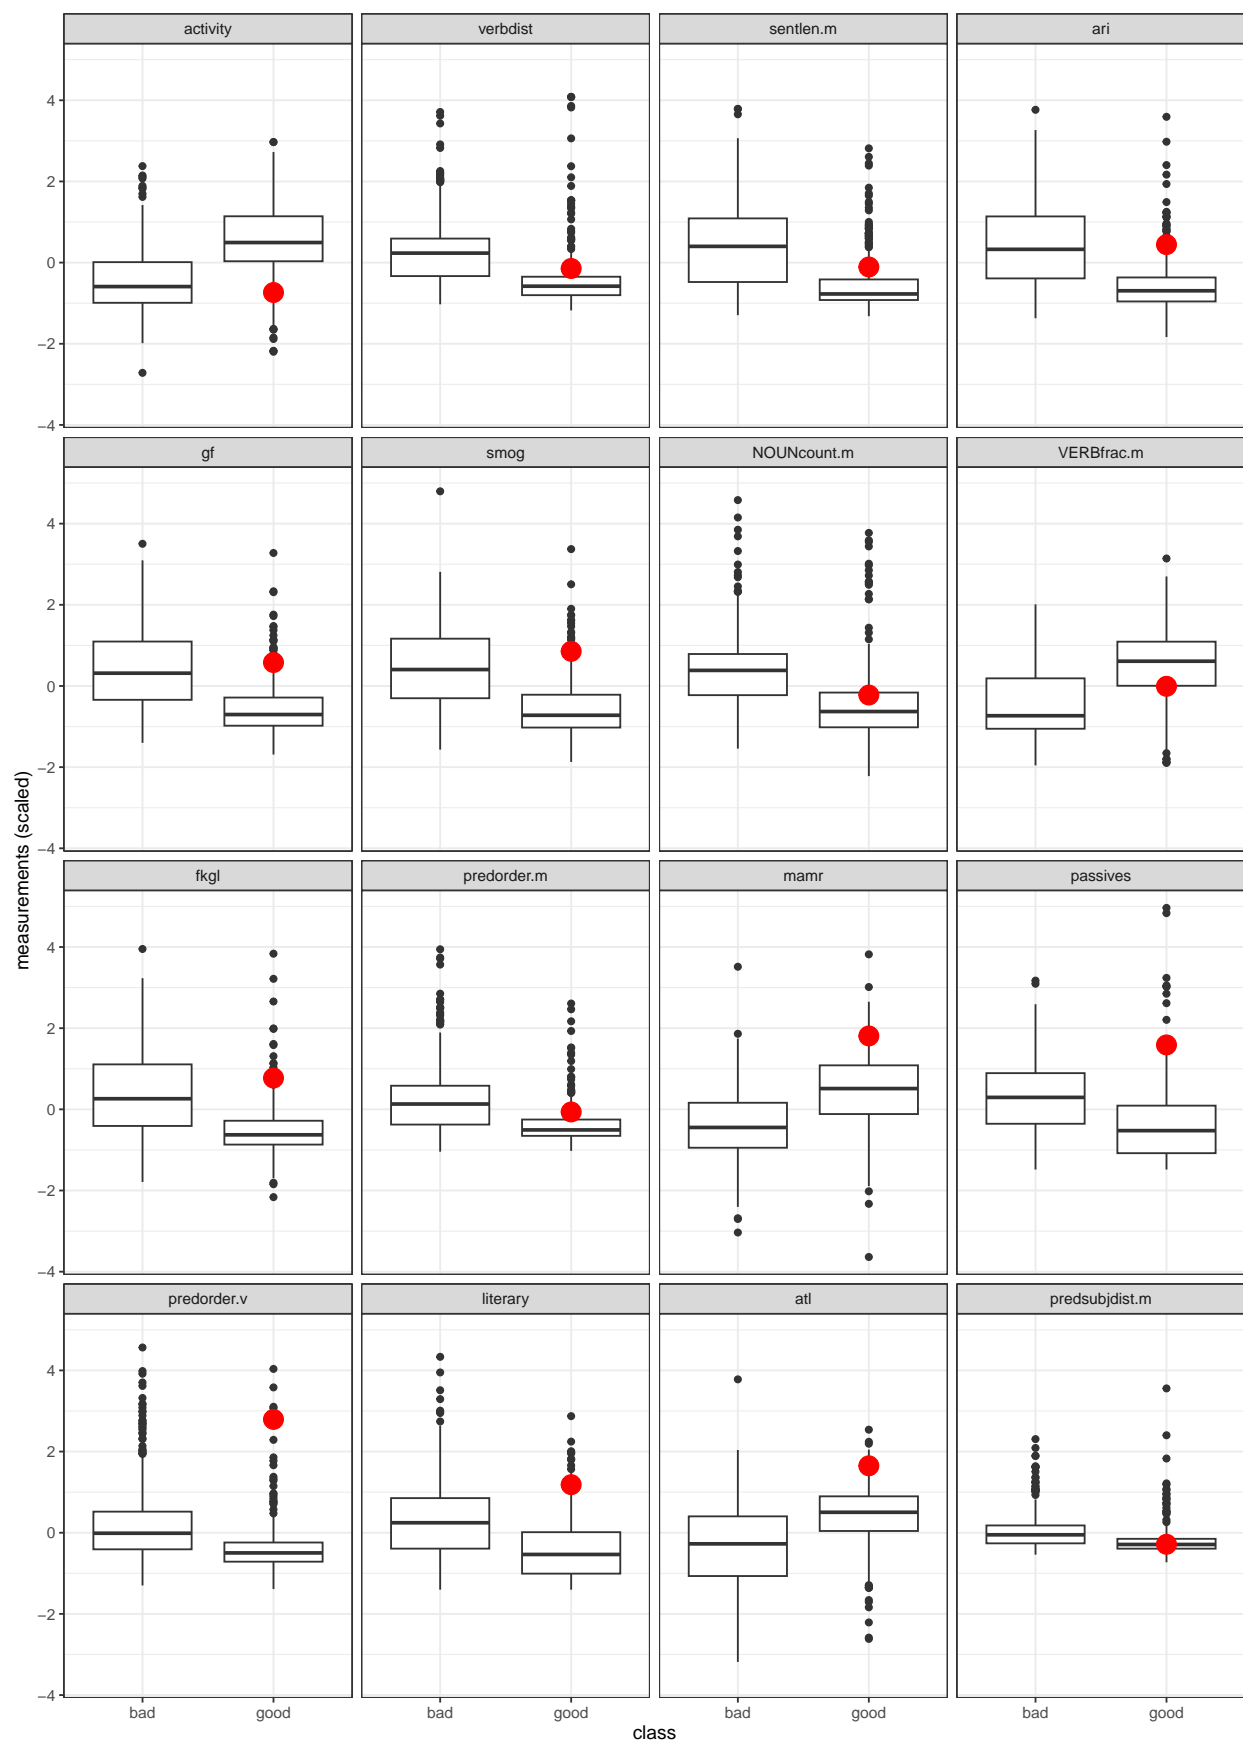 activity verbdist sentlen.m ari
4
2
0
−2
−4
gf smog NOUNcount.m VERBfrac.m
4
2
0
−2
−4
fkgl predorder.m mamr passives
4
2
0
−2
−4
predorder.v literary atl predsubjdist.m
4
2
0
−2
−4
measurements (scaled)
bad good bad good bad good bad good
class